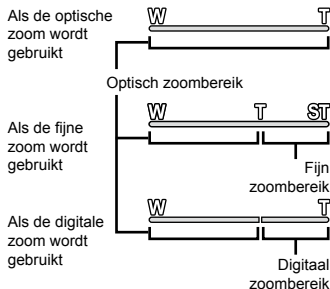 Als de optische
zoom wordt
gebruikt
W T
Optisch zoombereik
Als de fijne
zoom wordt
gebruikt
W T ST
Fijn
zoombereik
Als de digitale
zoom wordt
gebruikt
W T
Digitaal
zoombereik